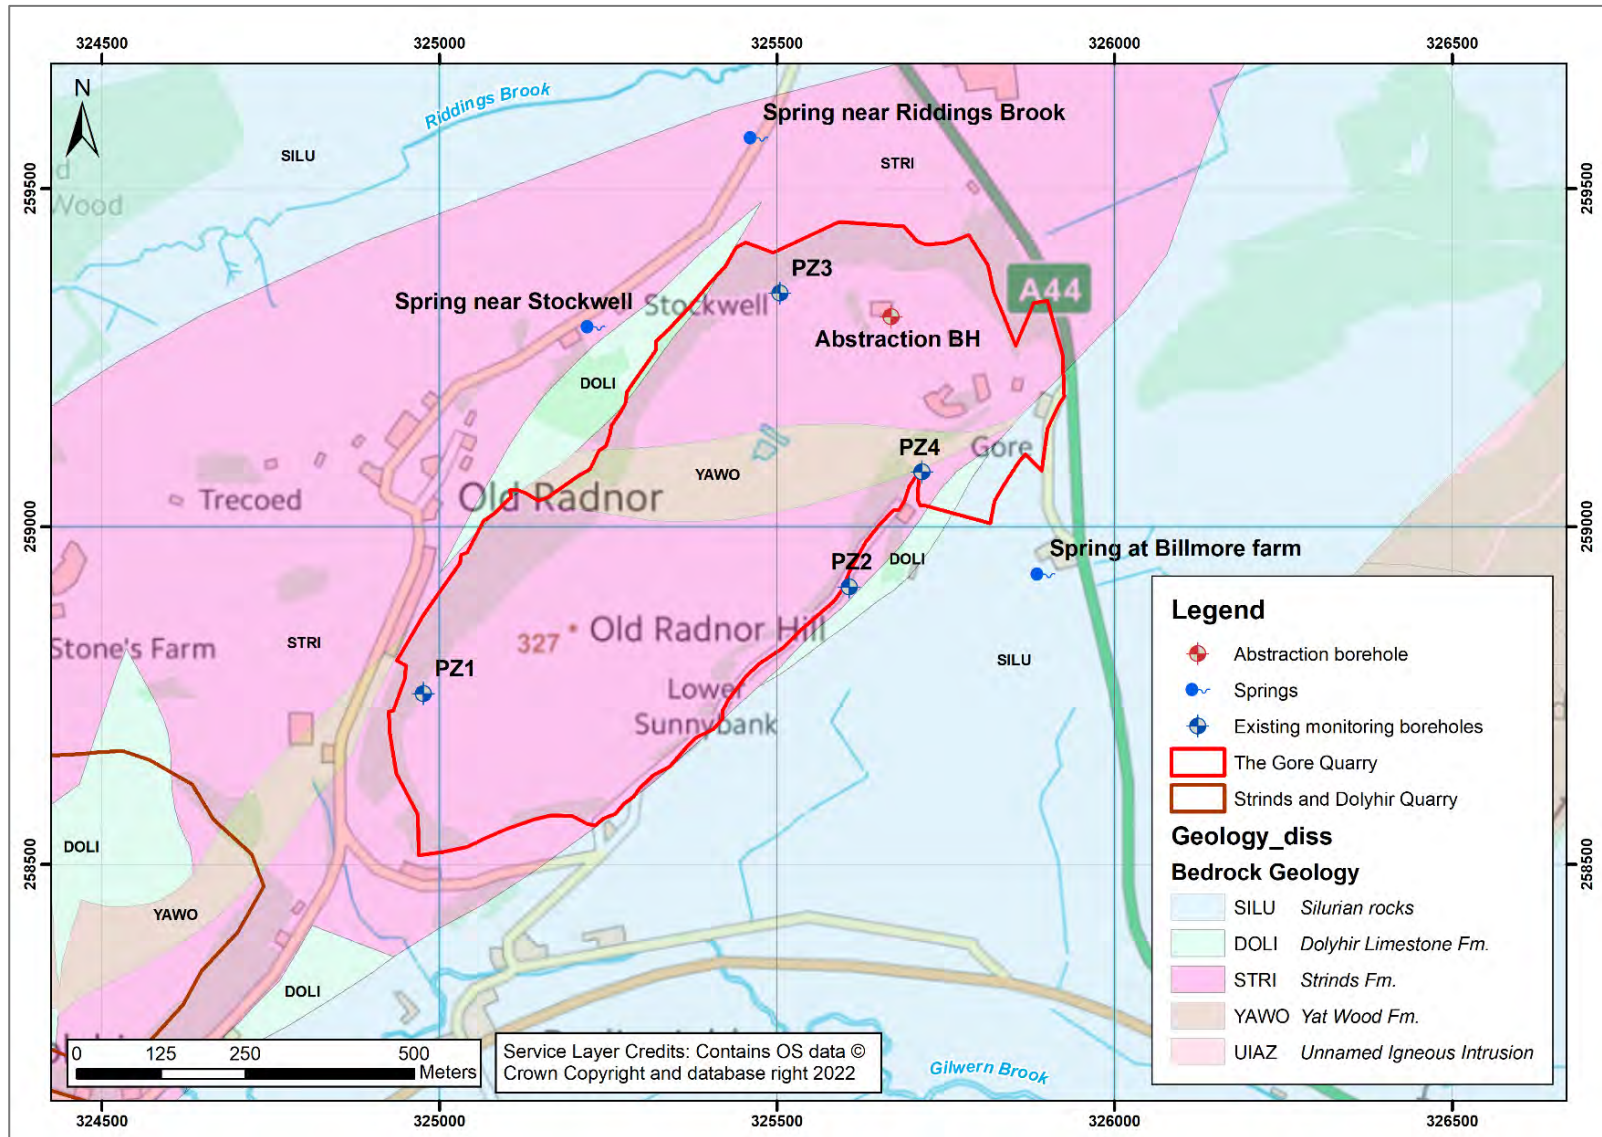 324500 325000 325500 326000 326500
N
Riddings Brook
Spring near Riddings Brook
SILU
STRI
259500
259500
Wood
A44
PZ3
Spring near Stockwell
Stockwell
Abstraction BH
DOLI
Gore
PZ4
YAWO
Old Radnor
Trecoed
259000
259000
Spring at Billmore farm
DOLI
PZ2
Old Radnor Hill
327
Stone's Farm
STRI
SILU
PZ1
Lower
Sunnybank
DOLI
258500
258500
YAWO
DOLI
Gilwern Brook
Legend
Abstraction borehole
Springs
Existing monitoring boreholes
The Gore Quarry
Strinds and Dolyhir Quarry
Geology_diss
Bedrock Geology
SILU Silurian rocks
DOLI Dolyhir Limestone Fm.
STRI Strinds Fm.
YAWO Yat Wood Fm.
UIAZ Unnamed Igneous Intrusion
0 125 250 500
Meters
Service Layer Credits: Contains OS data ©
Crown Copyright and database right 2022
324500 325000 325500 326000 326500